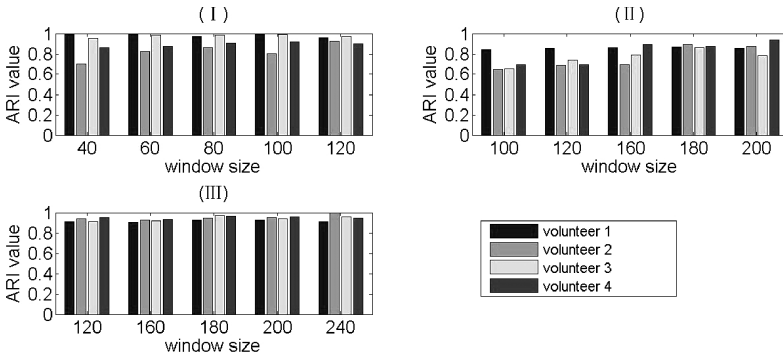 (Ⅰ)
ARI value
1
0.8
0.6
0.4
0.2
0
40 60 80 100 120
window size
(Ⅱ)
ARI value
1
0.8
0.6
0.4
0.2
0
100 120 160 180 200
window size
(Ⅲ)
ARI value
1
0.8
0.6
0.4
0.2
0
120 160 180 200 240
window size
volunteer 1
volunteer 2
volunteer 3
volunteer 4